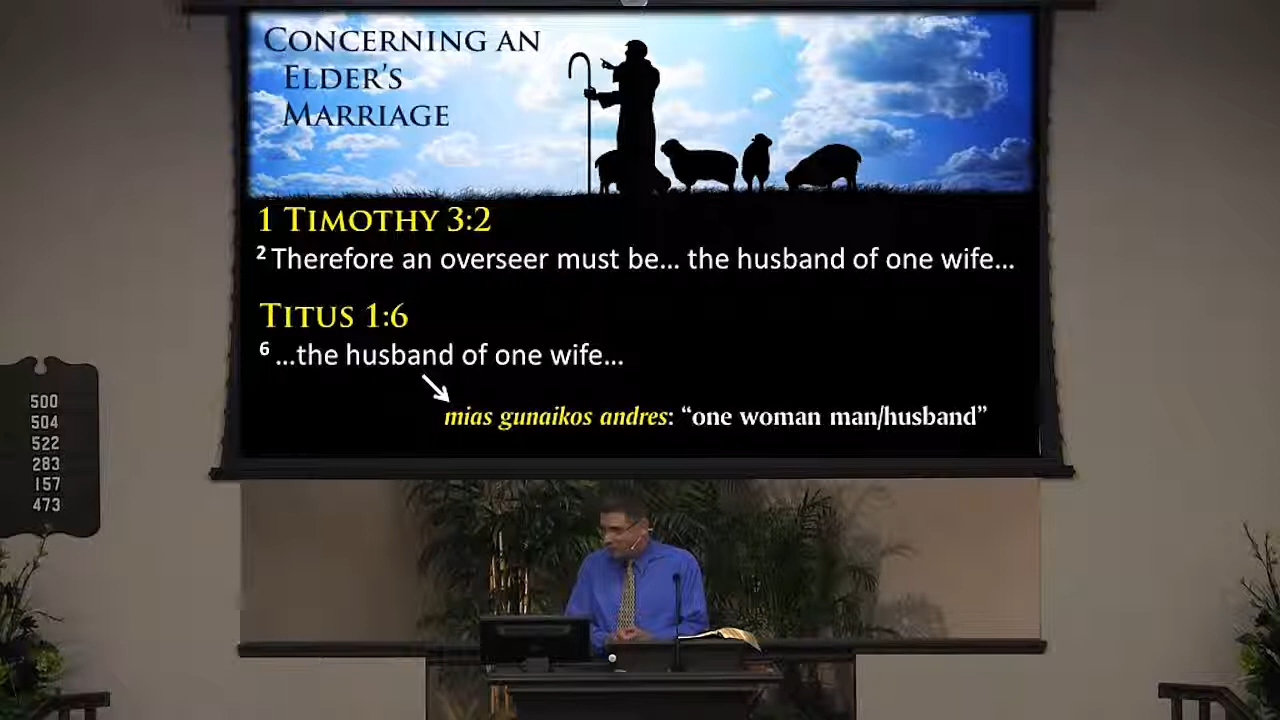 CONCERNING AN
ELDER'S
MARRIAGE
1 TIMOTHY 3:2
2 Therefore an overseer must be... the husband of one wife...
TITUS 1:6
6 ...the husband of one wife...
mias gunaikos andres: “one woman man/husband”
500
504
522
283
157
473